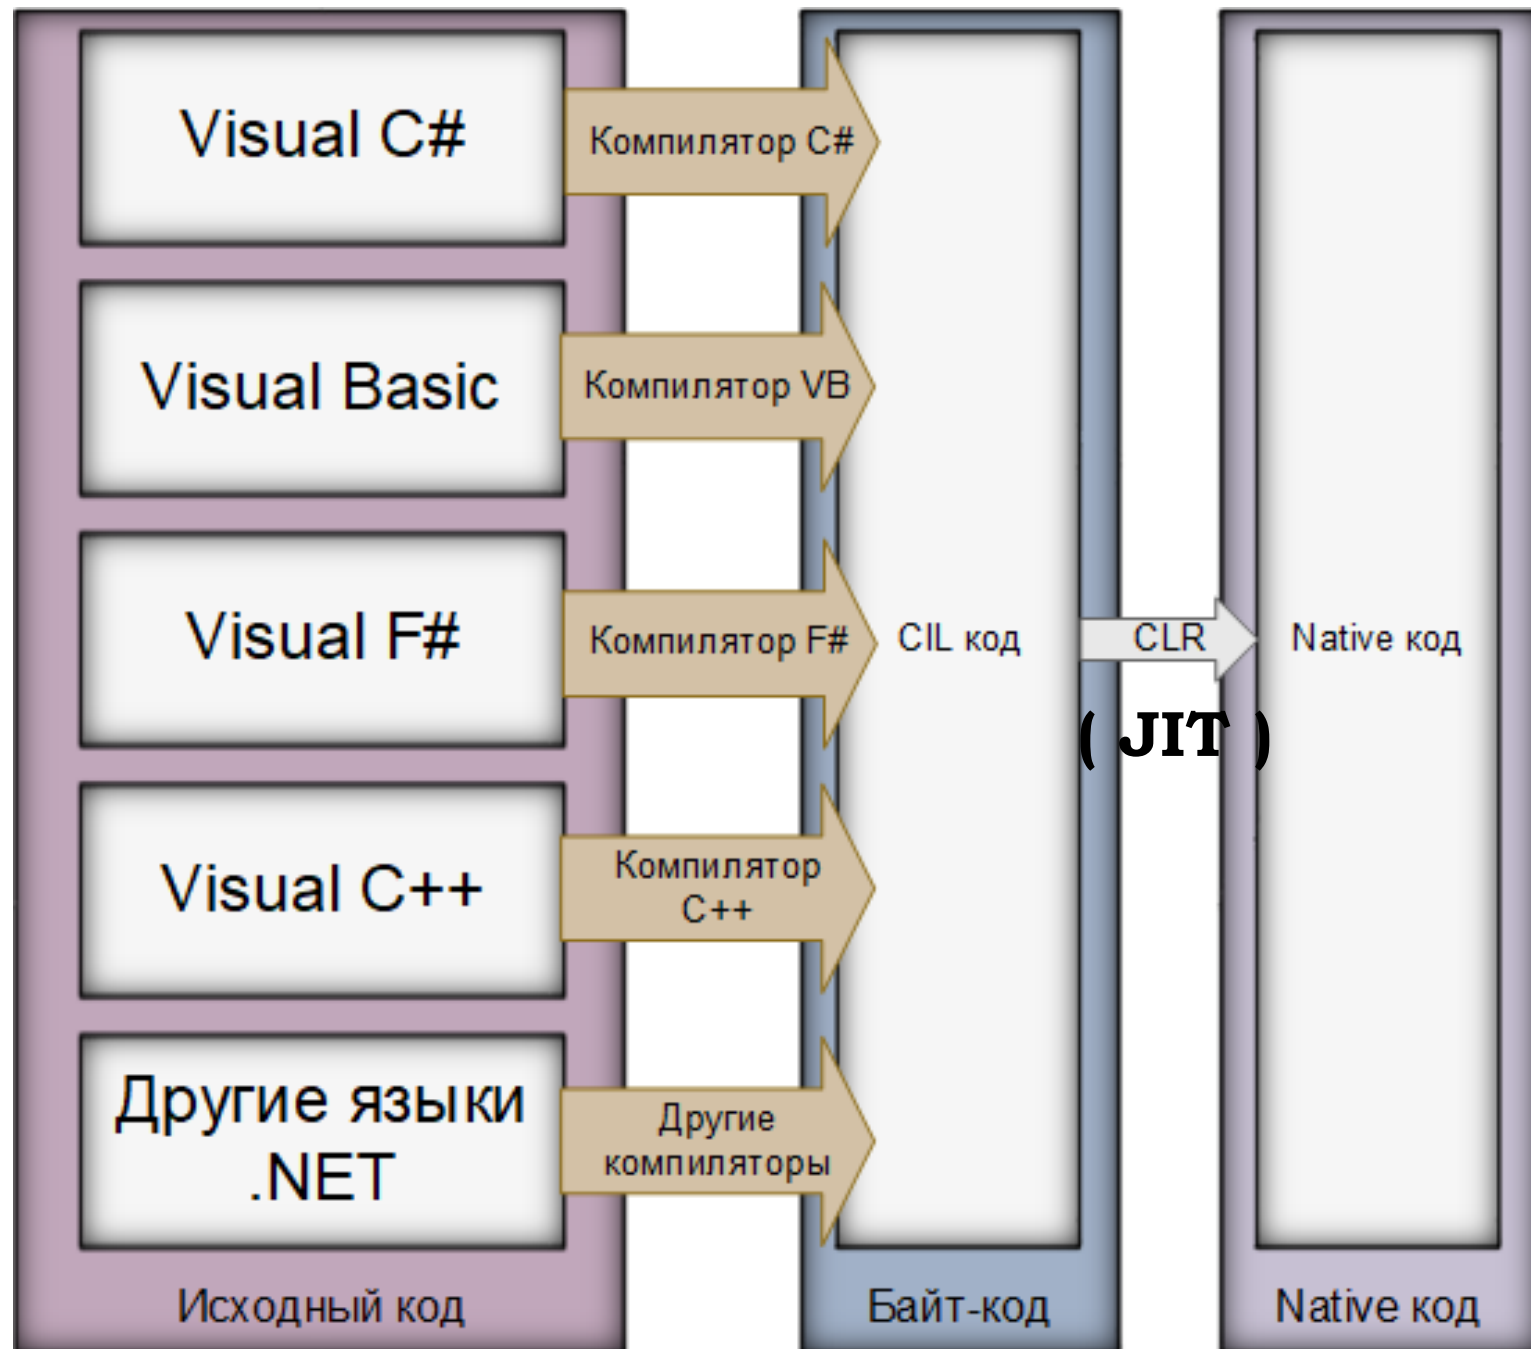 Visual C#
Компилятор C#
Visual Basic
Компилятор VB
Visual F#
Компилятор F#
CIL код
CLR
Native код
( JIT )
Visual C++
Компилятор
C++
Другие языки
.NET
Другие
компиляторы
Исходный код
Байт-код
Native код